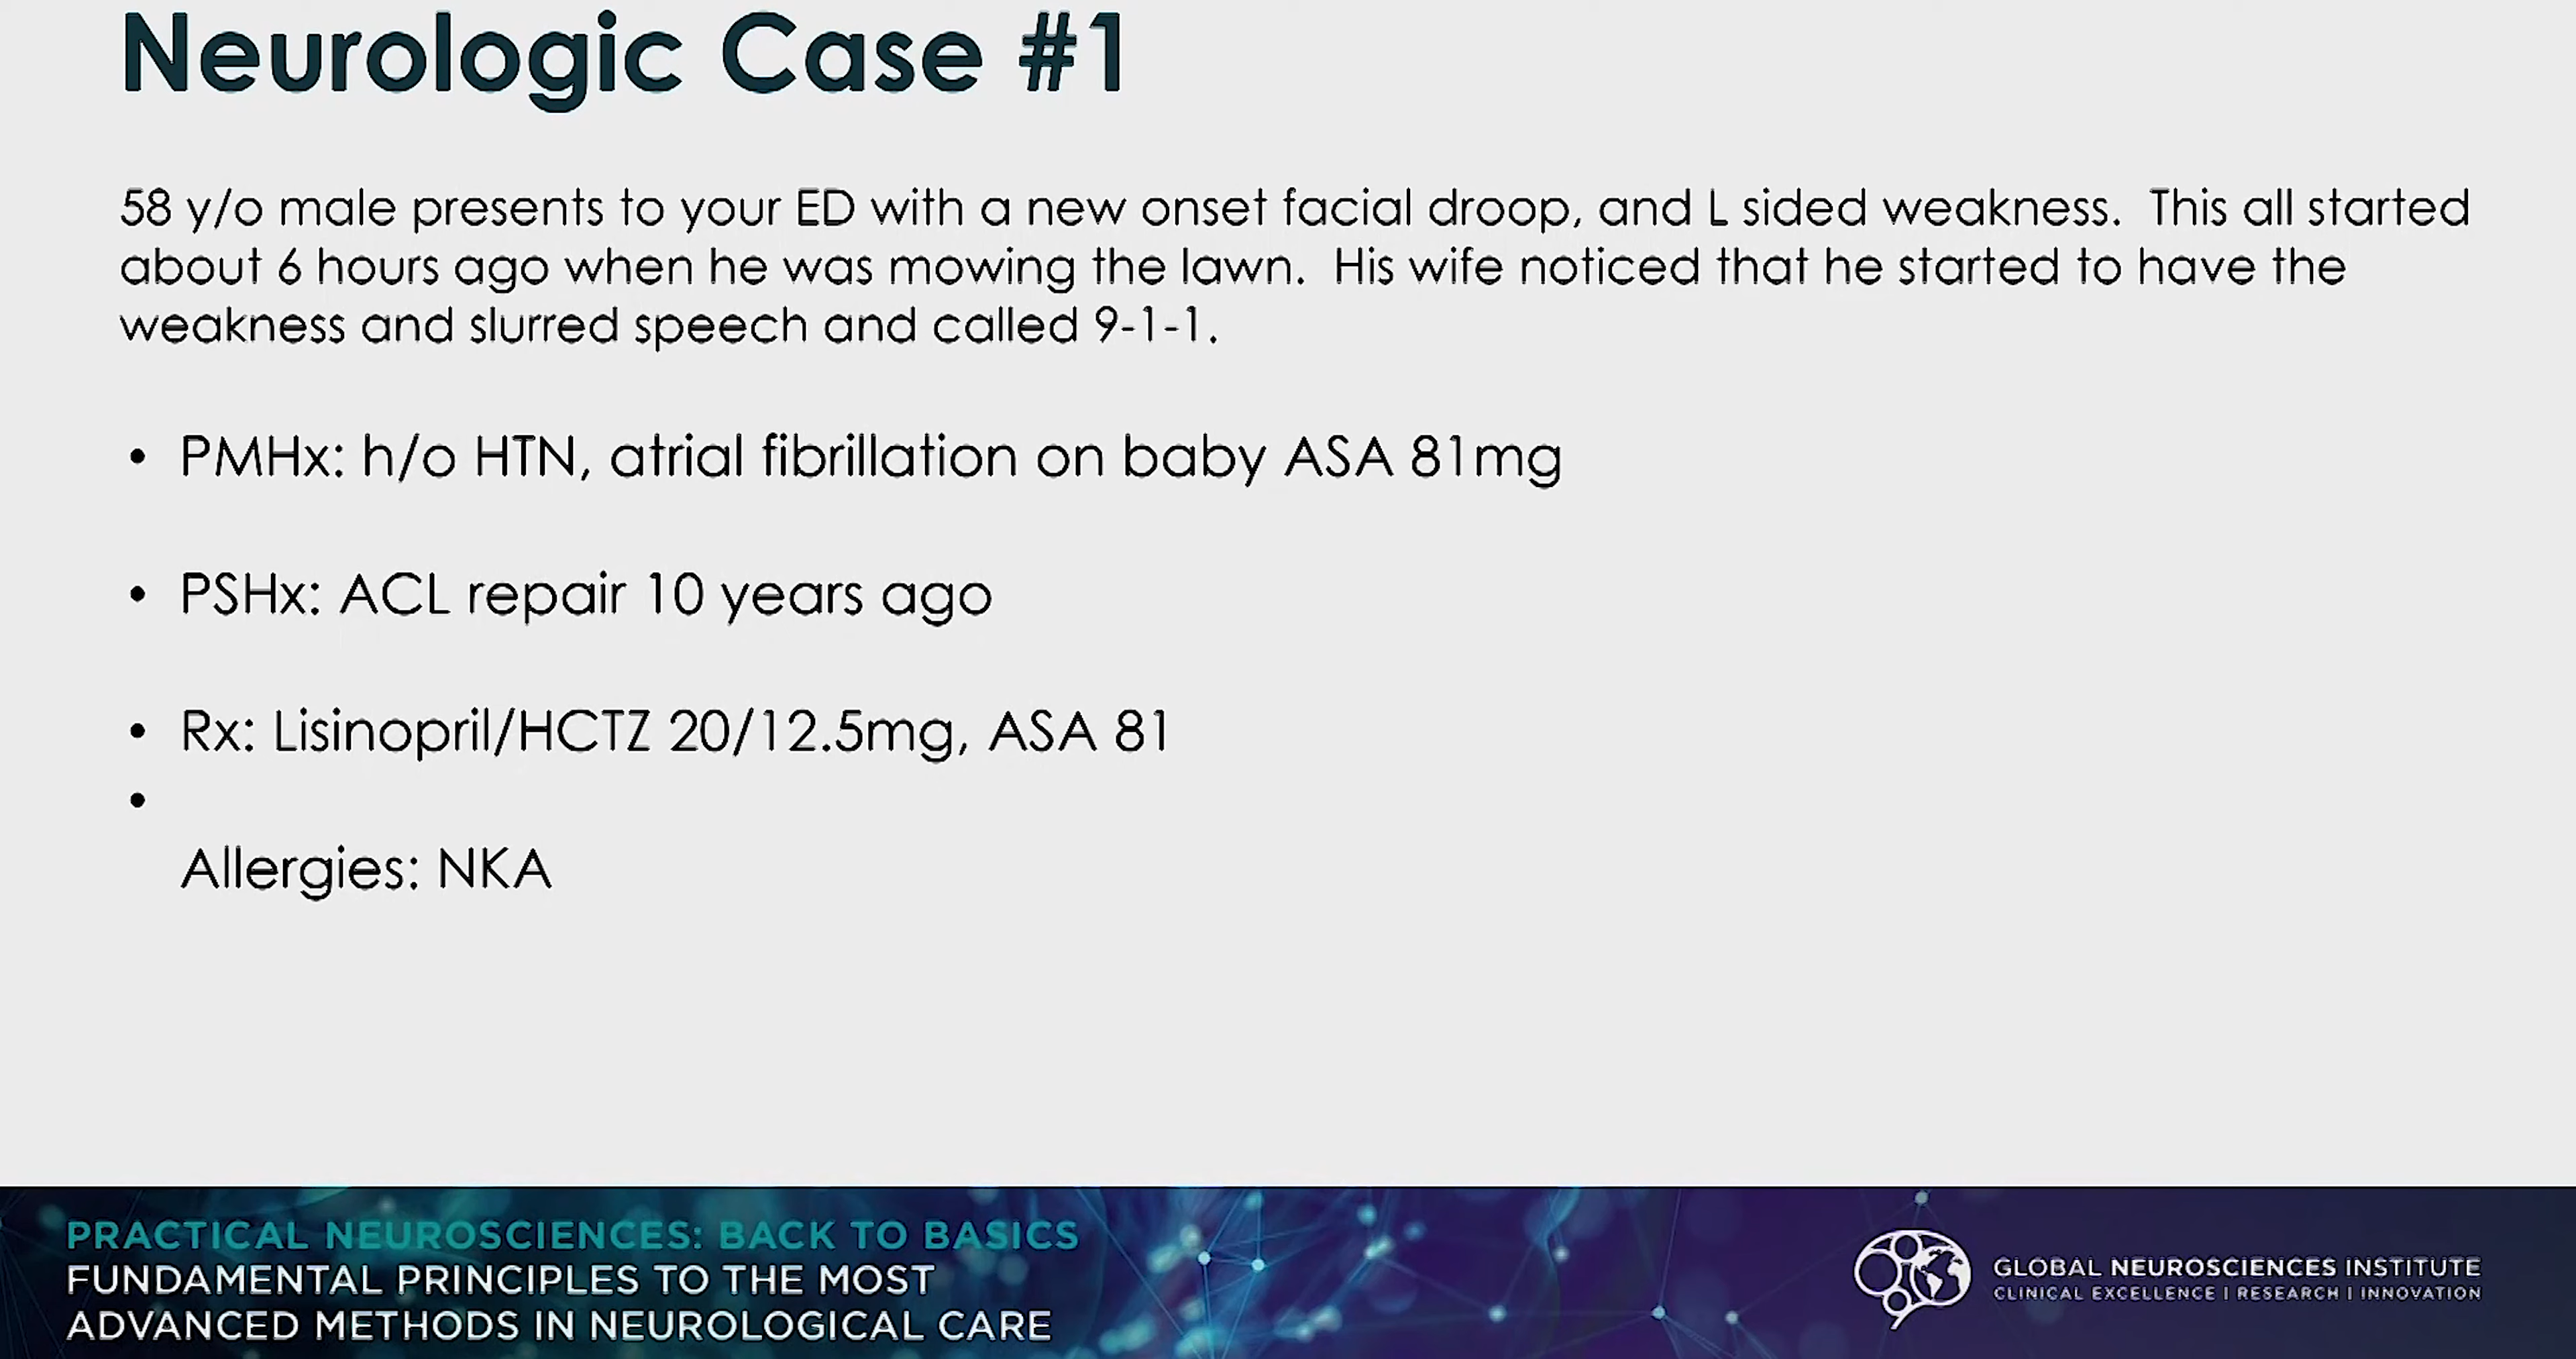 Neurologic Case #1
58 y/o male presents to your ED with a new onset facial droop, and L sided weakness. This all started
about 6 hours ago when he was mowing the lawn. His wife noticed that he started to have the
weakness and slurred speech and called 9-1-1.
• PMHx: h/o HTN, atrial fibrillation on baby ASA 81mg
• PSHx: ACL repair 10 years ago
• Rx: Lisinopril/HCTZ 20/12.5mg, ASA 81
•
Allergies: NKA
PRACTICAL NEUROSCIENCES: BACK TO BASICS
FUNDAMENTAL PRINCIPLES TO THE MOST
ADVANCED METHODS IN NEUROLOGICAL CARE
GLOBAL NEUROSCIENCES INSTITUTE
CLINICAL EXCELLENCE | RESEARCH | INNOVATION